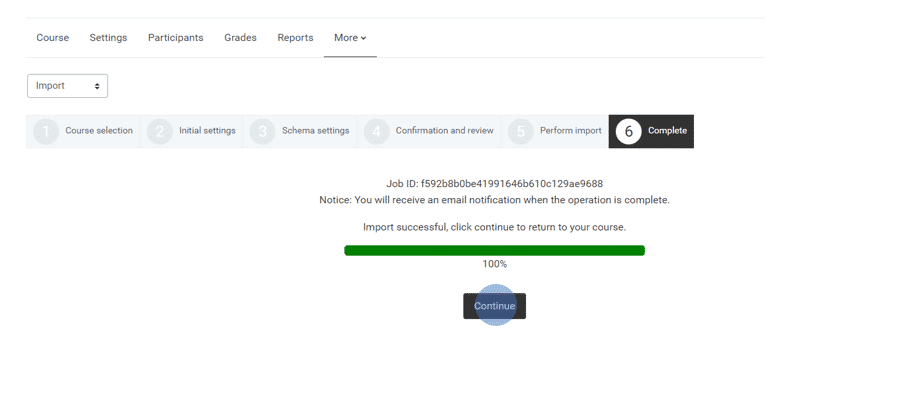 Course Settings Participants Grades Reports More
Import
1 Course selection 2 Initial settings 3 Schema settings 4 Confirmation and review 5 Perform import 6 Complete
Job ID: f592b8b0be41991646b610c129ae9688
Notice: You will receive an email notification when the operation is complete.
Import successful, click continue to return to your course.
100%
Continue